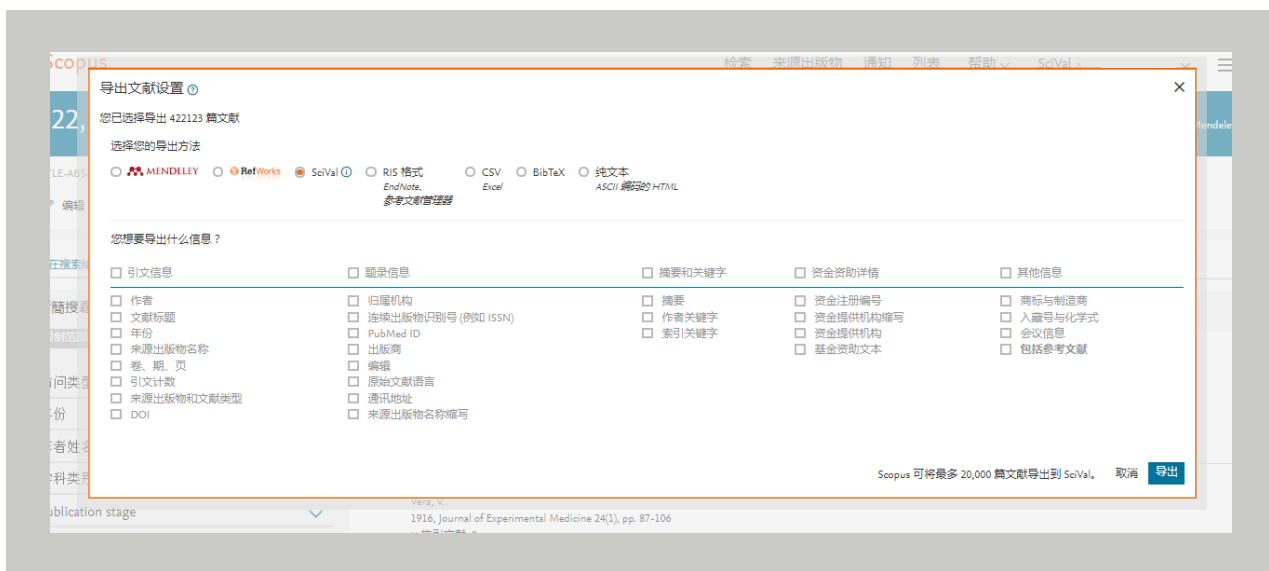 Scopus
检索 来源出版物 通知 列表 帮助 SciVal
导出文献设置
22,
您已选择导出 422123 篇文献
选择您的导出方法
MENDELEY RefWorks SciVal RIS 格式 CSV BibTeX 纯文本
EndNote、 Excel ASCII 编码的 HTML
参考文献管理器
编辑
您想要导出什么信息？
引文信息 题录信息 摘要和关键字 资金资助详情 其他信息
作者 归属机构 摘要 资金注册编号 商标与制造商
文献标题 连续出版物识别号 (例如 ISSN) 作者关键字 资金提供机构缩写 入藏号与化学式
年份 PubMed ID 索引关键字 资金提供机构 会议信息
来源出版物名称 出版商 基金资助文本 包括参考文献
卷、期、页 编辑
引文计数 原始文献语言
来源出版物和文献类型 通讯地址
DOI 来源出版物名称缩写
Scopus 可将最多 20,000 篇文献导出到 SciVal。 取消 导出
Vera, V.
ublication stage
1916, Journal of Experimental Medicine 24(1), pp. 87-106